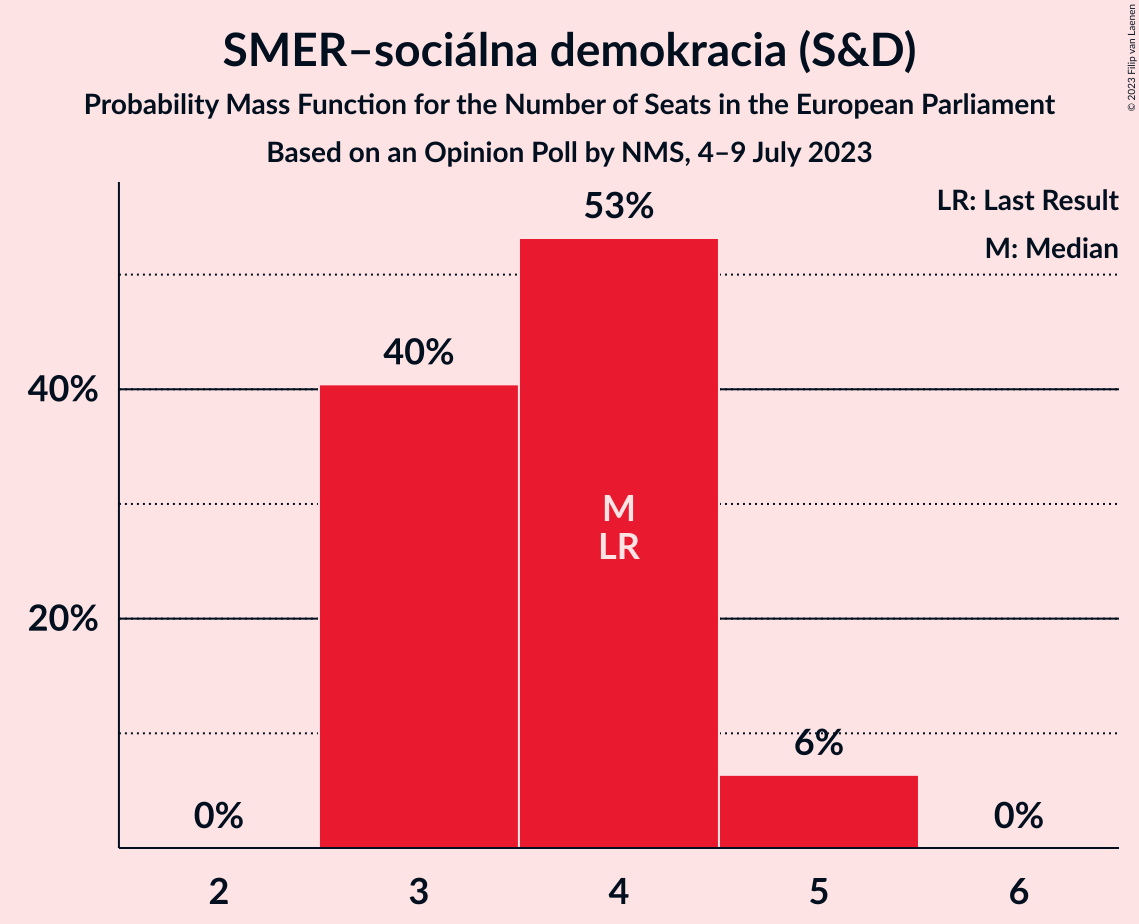 SMER–sociálna demokracia (S&D)
Probability Mass Function for the Number of Seats in the European Parliament
Based on an Opinion Poll by NMS, 4–9 July 2023
© 2023 Filip van Laenen
LR: Last Result
M: Median
53%
40%
40%
M
LR
20%
6%
0%
0%
2
3
4
5
6